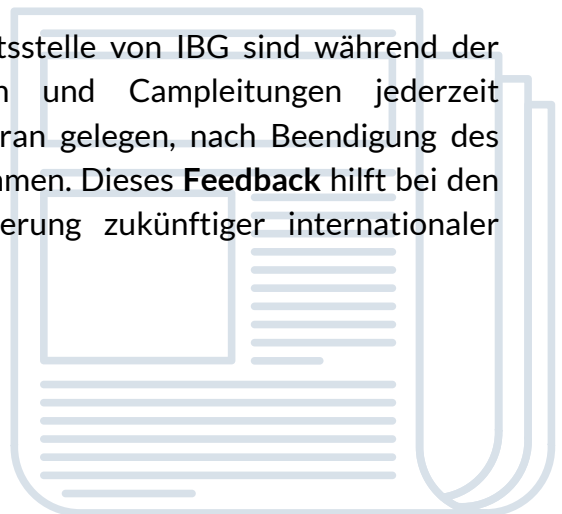 tsstelle von IBG sind während der
n und Campleitungen jederzeit
ran gelegen, nach Beendigung des
men. Dieses Feedback hilft bei den
erung zukünftiger internationaler